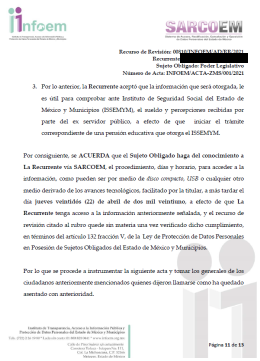 infoem
SARCOEM
Recurso de Revisión: 00010/INFOEM/AD/RR/2021
Recurrente:
Sujeto Obligado: Poder Legislativo
Número de Acta: INFOEM/ACTA-ZMS/001/2021
3. Por lo anterior, la Recurrente aceptó que la información que será otorgada, le
es útil para comprobar ante Instituto de Seguridad Social del Estado de
México y Municipios (ISSEMYM), el sueldo y percepciones recibidas por
parte del ex servidor público, a efecto de que iniciar el trámite
correspondiente de una pensión educativa que otorga el ISSEMYM.
Por consiguiente, se ACUERDA que el Sujeto Obligado haga del conocimiento a
La Recurrente vía SARCOEM, el procedimiento, días y horario, para acceder a la
información, como pueden ser por medio de disco compacto, USB o cualquier otro
medio derivado de los avances tecnológicos, facilitado por la titular, a más tardar el
día jueves veintidós (22) de abril de dos mil veintiuno, a efecto de que La
Recurrente tenga acceso a la información anteriormente señalada, y el recurso de
revisión citado al rubro quede sin materia una vez verificado dicho cumplimiento,
en términos del artículo 132 fracción V, de la Ley de Protección de Datos Personales
en Posesión de Sujetos Obligados del Estado de México y Municipios.
Por lo que se procede a instrumentar la siguiente acta y tomar los generales de los
ciudadanos anteriormente mencionados quienes dijeron llamarse como ha quedado
asentado con anterioridad.
Instituto de Transparencia, Acceso a la Información Pública y
Protección de Datos Personales del Estado de México y Municipios
Página 11 de 13